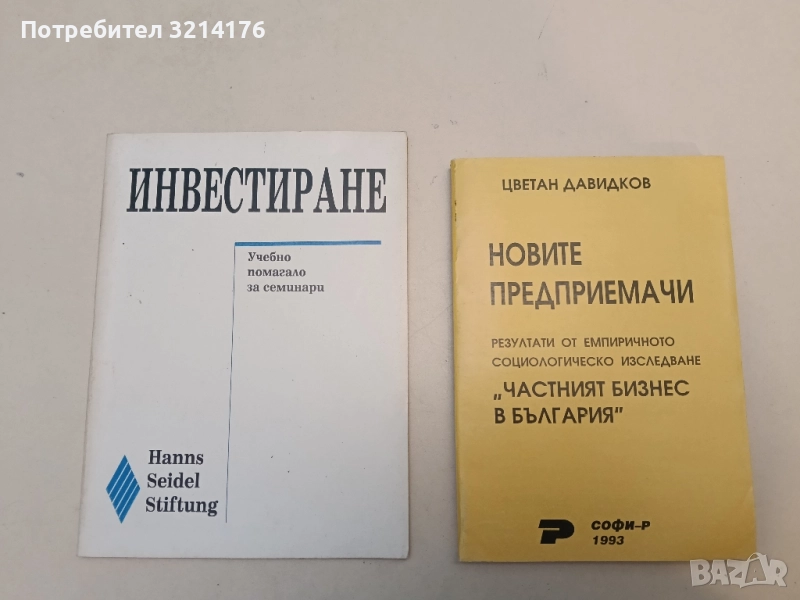 Потребител 3214176
ИНВЕСТИРАНЕ
Учебно
помагало
за семинари
Hanns
Seidel
Stiftung
ЦВЕТАН ДАВИДКОВ
НОВИТЕ
ПРЕДПРИЕМАЧИ
РЕЗУЛТАТИ ОТ ЕМПИРИЧНОТО
СОЦИОЛОГИЧЕСКО ИЗСЛЕДВАНЕ
„ЧАСТНИЯТ БИЗНЕС
В БЪЛГАРИЯ"
СОФИ-Р
1993
BAZAR